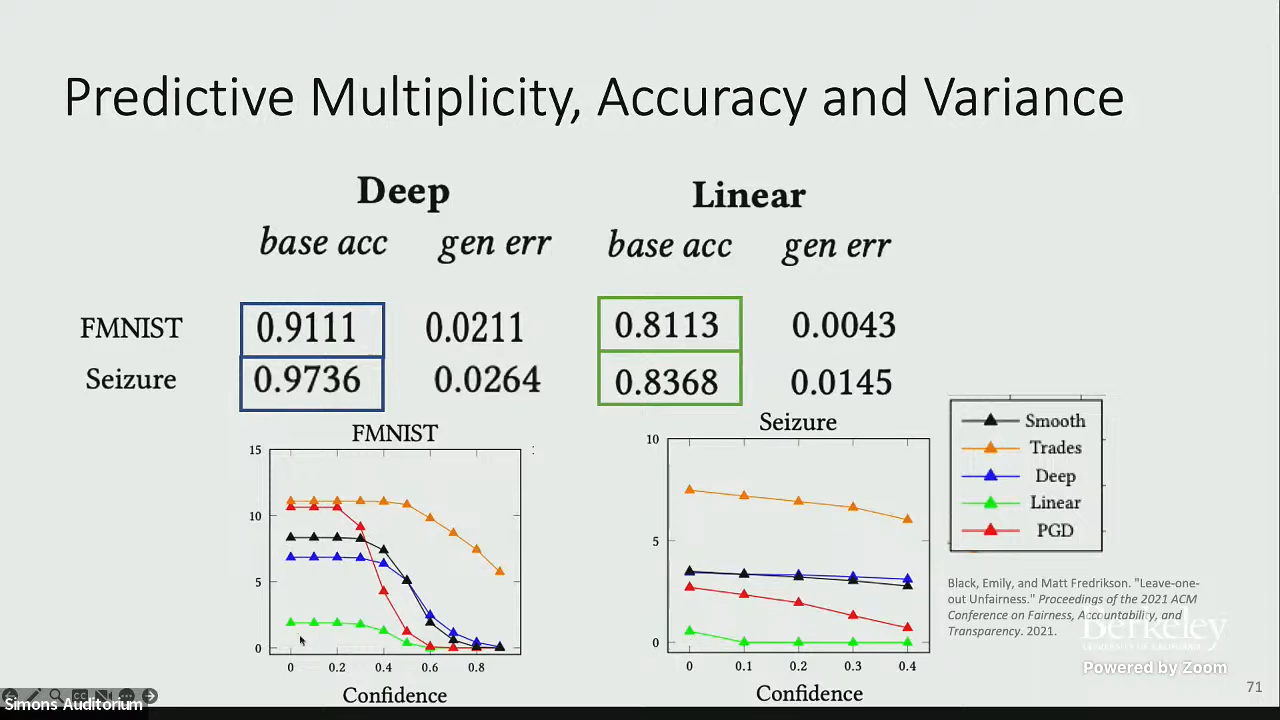 Predictive Multiplicity, Accuracy and Variance
Deep
Linear
base acc
gen err
base acc
gen err
FMNIST
0.9111
0.0211
0.8113
0.0043
Seizure
0.9736
0.0264
0.8368
0.0145
FMNIST
15
10
5
0
0
0.2
0.4
0.6
0.8
Confidence
Seizure
10
5
0
0
0.1
0.2
0.3
0.4
Confidence
Smooth
Trades
Deep
Linear
PGD
Black, Emily, and Matt Fredrikson. "Leave-one-
out Unfairness." Proceedings of the 2021 ACM
Conference on Fairness, Accountability, and
Transparency. 2021.
Berkeley
UNIVERSITY OF CALIFORNIA
Powered by Zoom
71
Simons Auditorium